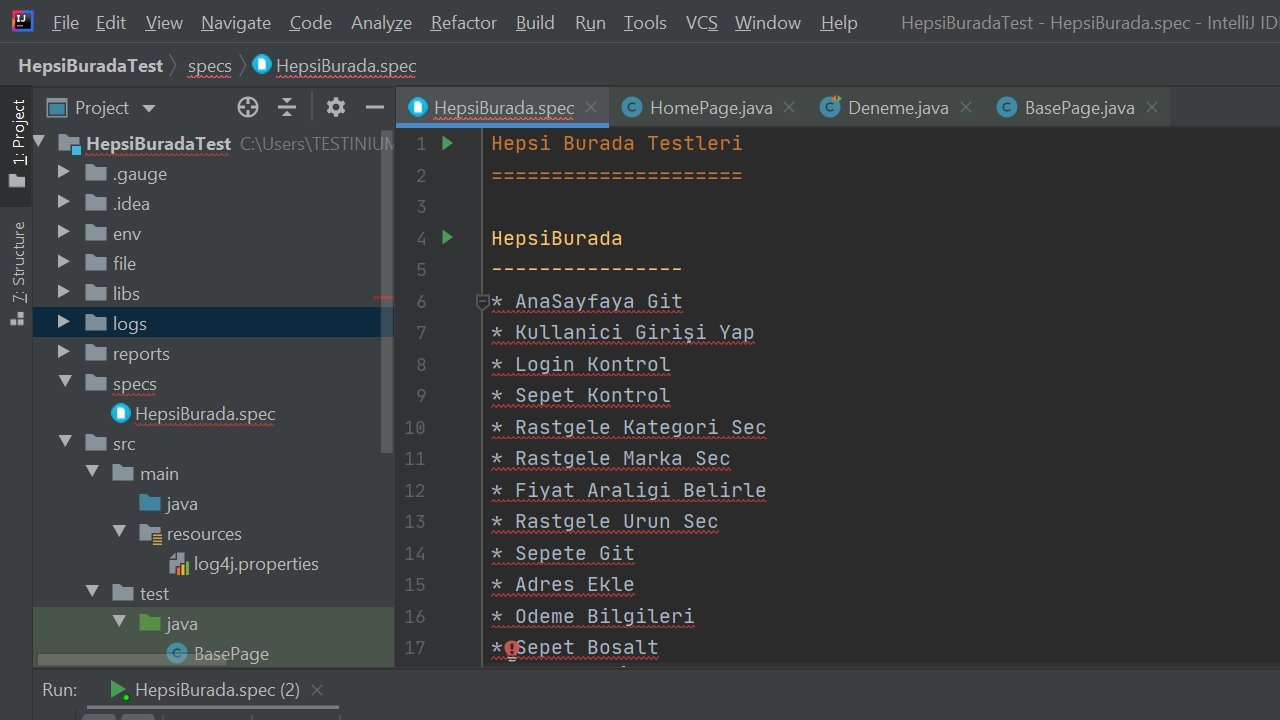 File Edit View Navigate Code Analyze Refactor Build Run Tools VCS Window Help HepsiBuradaTest - HepsiBurada.spec - IntelliJ
HepsiBuradaTest specs HepsiBurada.spec
1: Project
7: Structure
Project
HepsiBuradaTest C:\Users\TESTINIUM
.gauge
.idea
env
file
libs
logs
reports
specs
HepsiBurada.spec
src
main
java
resources
log4j.properties
test
java
BasePage
HepsiBurada.spec HomePage.java Deneme.java BasePage.java
1 Hepsi Burada Testleri
2 =====================
3
4 HepsiBurada
5 ----------------
6 * AnaSayfaya Git
7 * Kullanici Girişi Yap
8 * Login Kontrol
9 * Sepet Kontrol
10 * Rastgele Kategori Sec
11 * Rastgele Marka Sec
12 * Fiyat Araligi Belirle
13 * Rastgele Urun Sec
14 * Sepete Git
15 * Adres Ekle
16 * Odeme Bilgileri
17 * Sepet Bosalt
Run: HepsiBurada.spec (2)